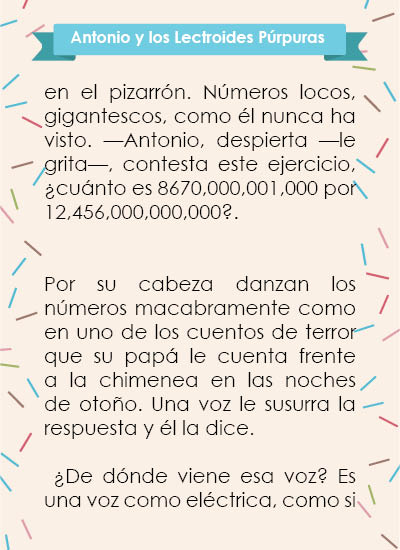 Antonio y los Lectroides Púrpuras
en el pizarrón. Números locos,
gigantescos, como él nunca ha
visto. —Antonio, despierta —le
grita—, contesta este ejercicio,
¿cuánto es 8670,000,001,000 por
12,456,000,000,000?.
Por su cabeza danzan los
números macabramente como
en uno de los cuentos de terror
que su papá le cuenta frente
a la chimenea en las noches
de otoño. Una voz le susurra la
respuesta y él la dice.
¿De dónde viene esa voz? Es
una voz como eléctrica, como si